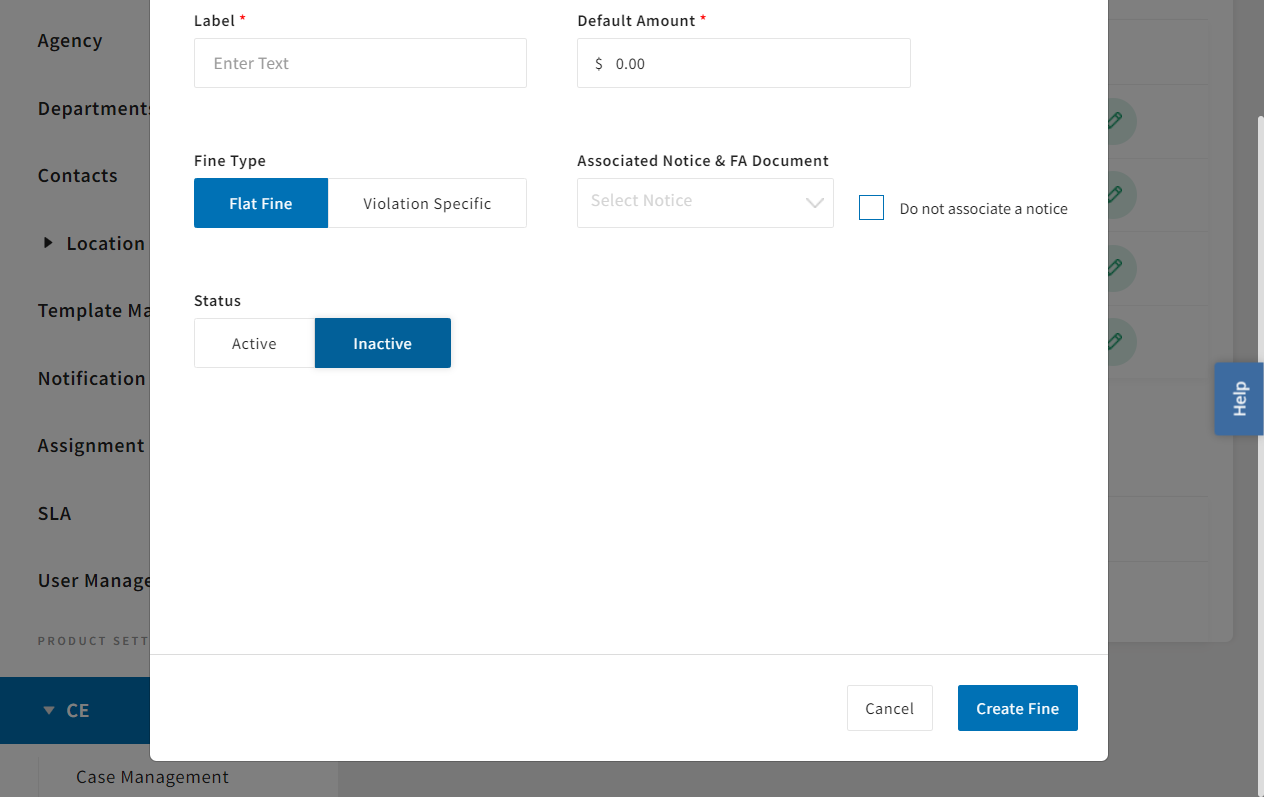 Agency
Departments
Contacts
Location
Template Ma
Notification
Assignment
SLA
User Manage
PRODUCT SETT
CE
Case Management
Label *
Enter Text
Default Amount *
$ 0.00
Fine Type
Flat Fine
Violation Specific
Associated Notice & FA Document
Select Notice
Do not associate a notice
Status
Active
Inactive
Cancel
Create Fine
Help